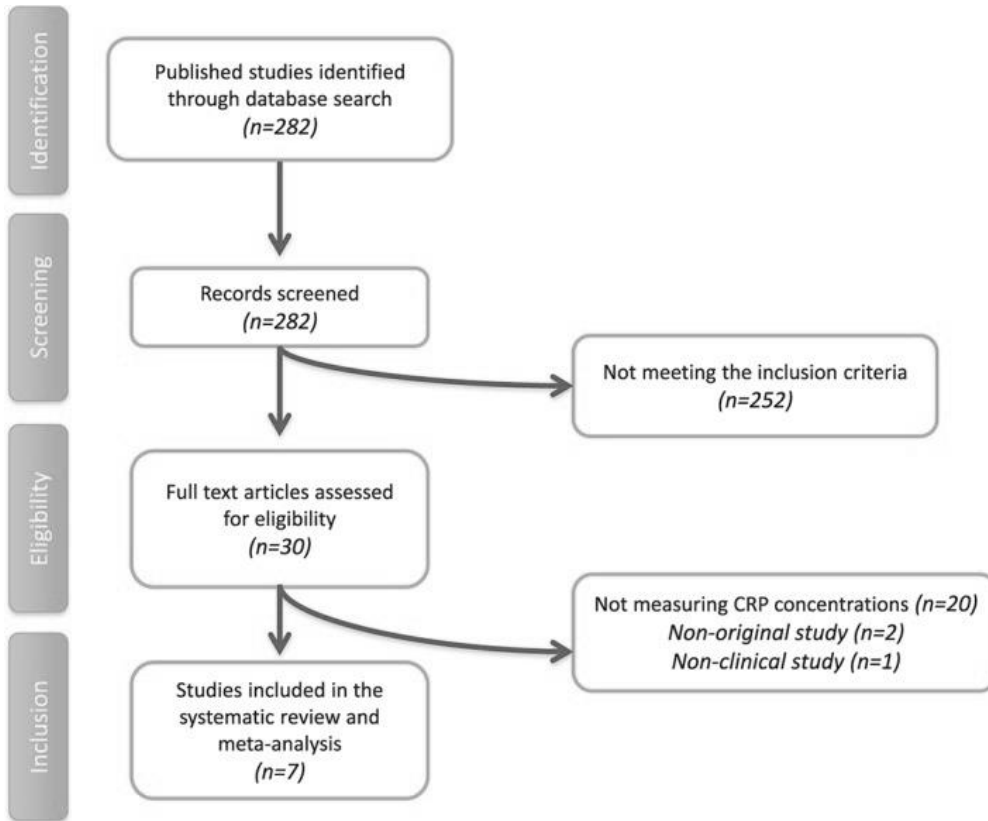 Identification
Published studies identified
through database search
(n=282)
Screening
Records screened
(n=282)
Not meeting the inclusion criteria
(n=252)
Eligibility
Full text articles assessed
for eligibility
(n=30)
Not measuring CRP concentrations (n=20)
Non-original study (n=2)
Non-clinical study (n=1)
Inclusion
Studies included in the
systematic review and
meta-analysis
(n=7)